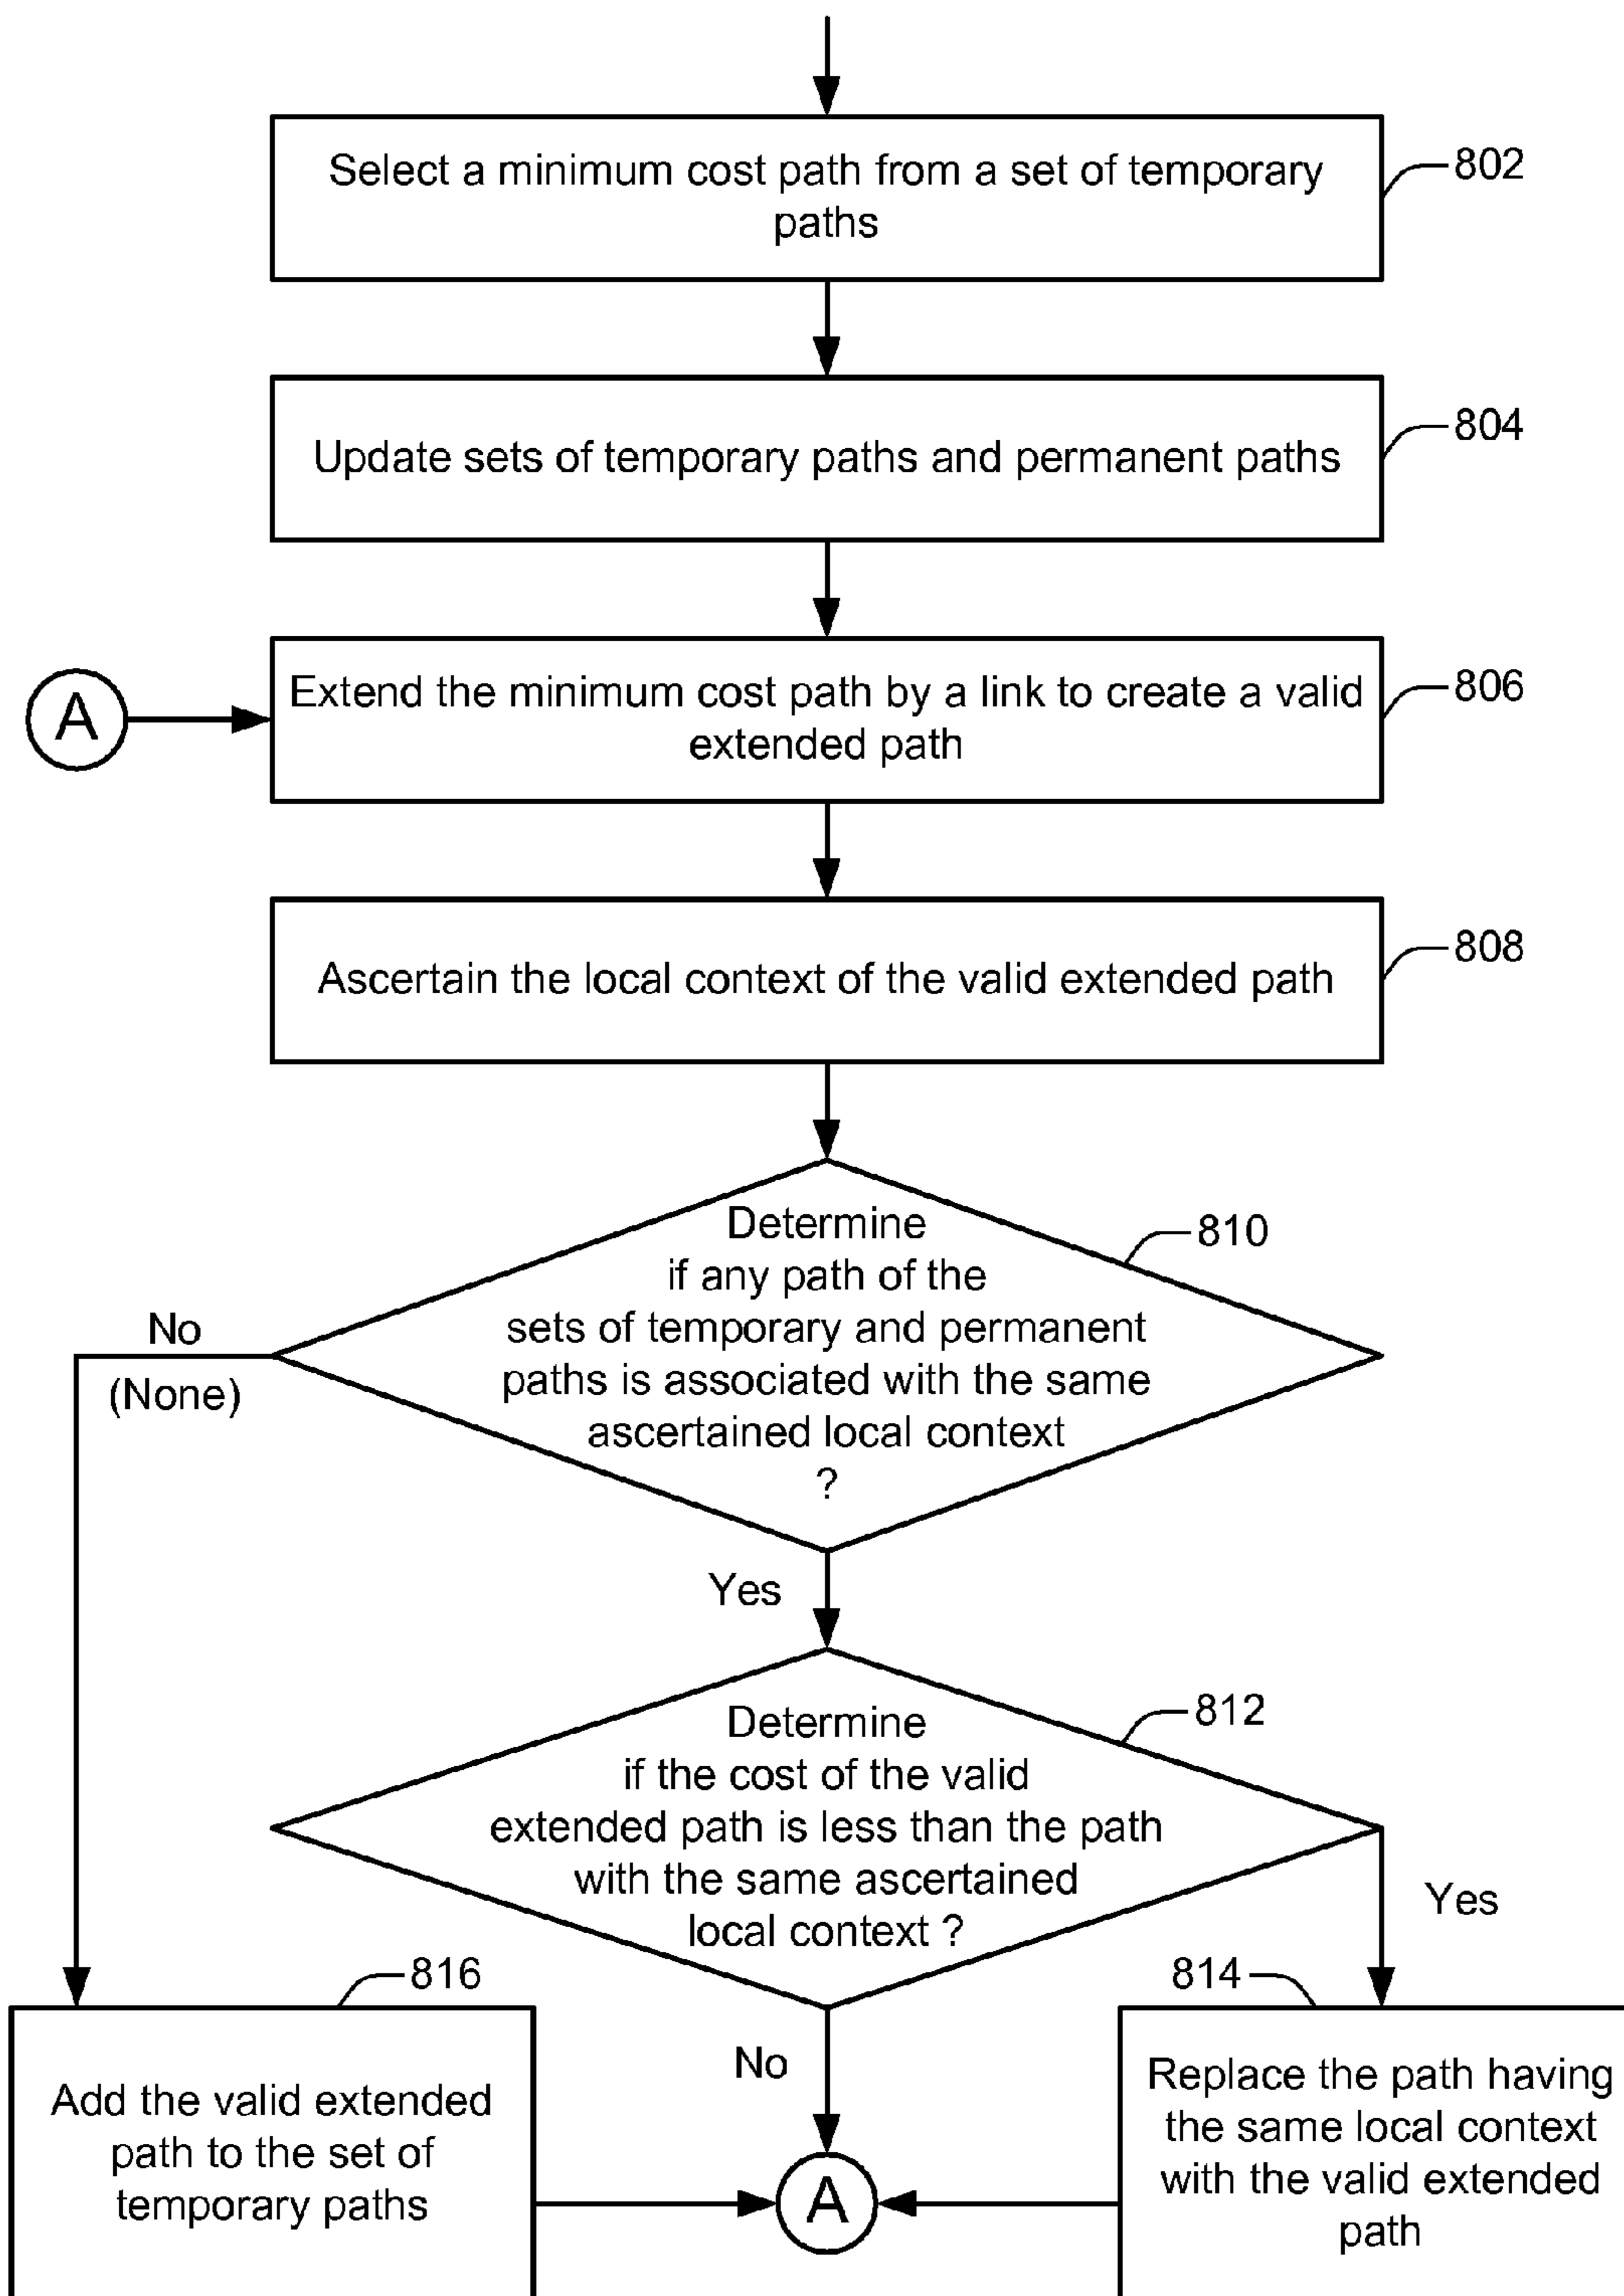 Select a minimum cost path from a set of temporary
paths
802
Update sets of temporary paths and permanent paths
804
A
Extend the minimum cost path by a link to create a valid
extended path
806
Ascertain the local context of the valid extended path
808
Determine
if any path of the
sets of temporary and permanent
paths is associated with the same
ascertained local context
?
810
No
(None)
Yes
Determine
if the cost of the valid
extended path is less than the path
with the same ascertained
local context ?
812
Yes
No
816
Add the valid extended
path to the set of
temporary paths
A
814
Replace the path having
the same local context
with the valid extended
path